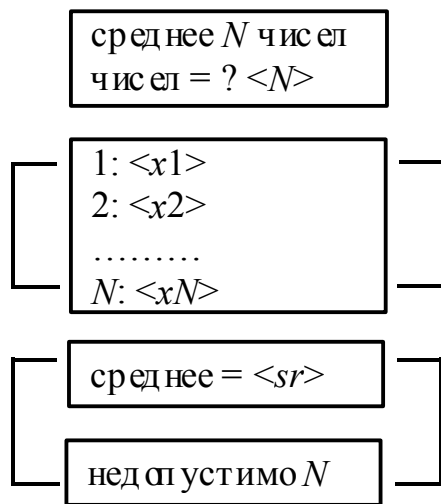 среднее N чисел
чисел = ? <N>
1: <x1>
2: <x2>
.........
N: <xN>
среднее = <sr>
недопустимо N